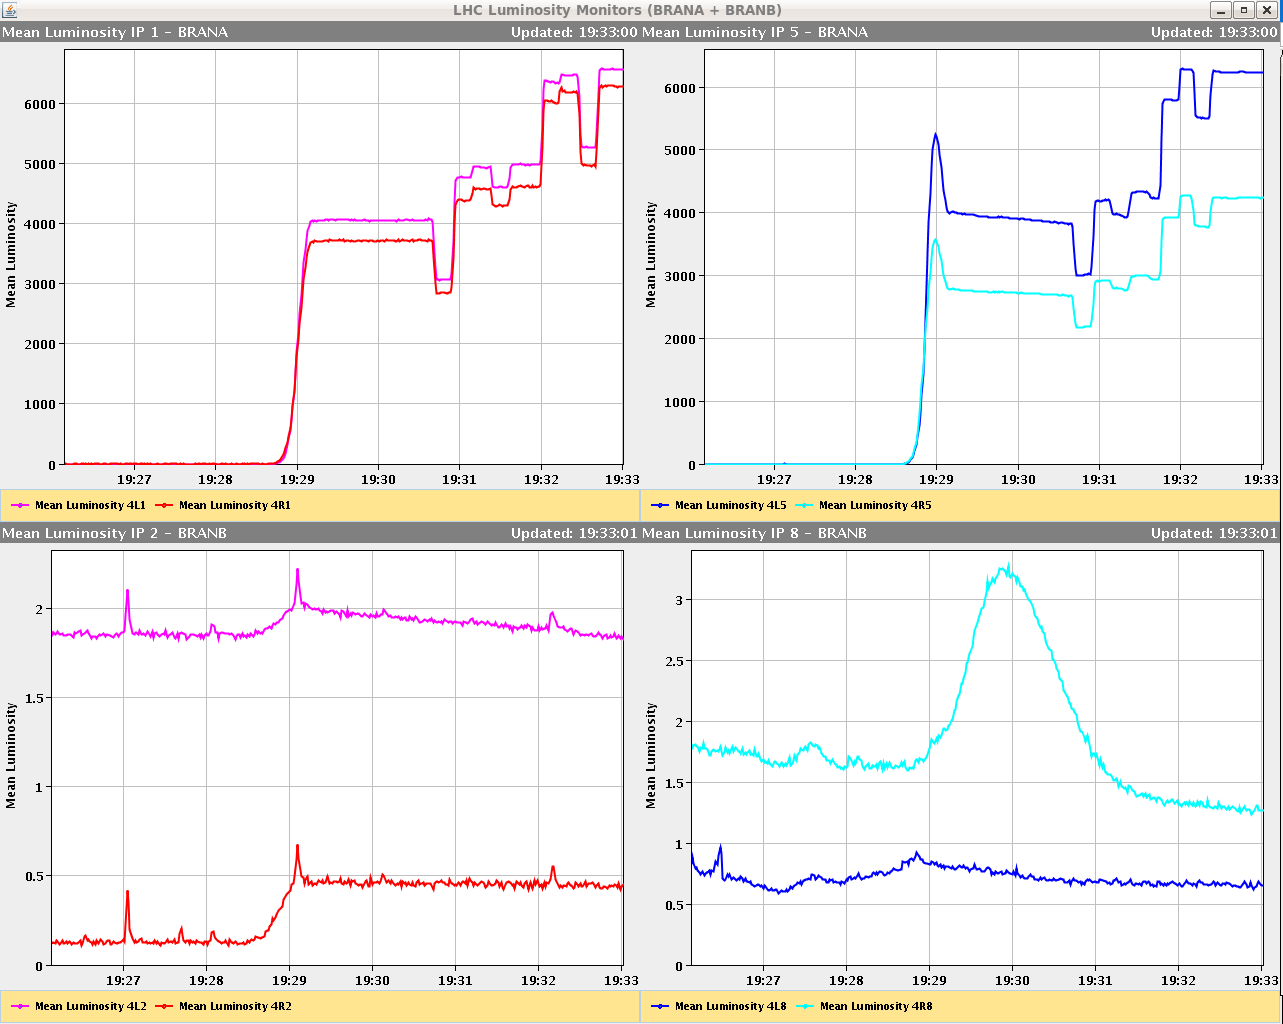 LHC Luminosity Monitors (BRANA + BRANB)
Mean Luminosity IP 1 - BRANA Updated: 19:33:00
Mean Luminosity
6000
5000
4000
3000
2000
1000
0
19:27 19:28 19:29 19:30 19:31 19:32 19:33
Mean Luminosity 4L1 Mean Luminosity 4R1
Mean Luminosity IP 5 - BRANA Updated: 19:33:00
Mean Luminosity
6000
5000
4000
3000
2000
1000
0
19:27 19:28 19:29 19:30 19:31 19:32 19:33
Mean Luminosity 4L5 Mean Luminosity 4R5
Mean Luminosity IP 2 - BRANB Updated: 19:33:01
Mean Luminosity
2
1.5
1
0.5
0
19:27 19:28 19:29 19:30 19:31 19:32 19:33
Mean Luminosity 4L2 Mean Luminosity 4R2
Mean Luminosity IP 8 - BRANB Updated: 19:33:01
Mean Luminosity
3
2.5
2
1.5
1
0.5
0
19:27 19:28 19:29 19:30 19:31 19:32 19:33
Mean Luminosity 4L8 Mean Luminosity 4R8